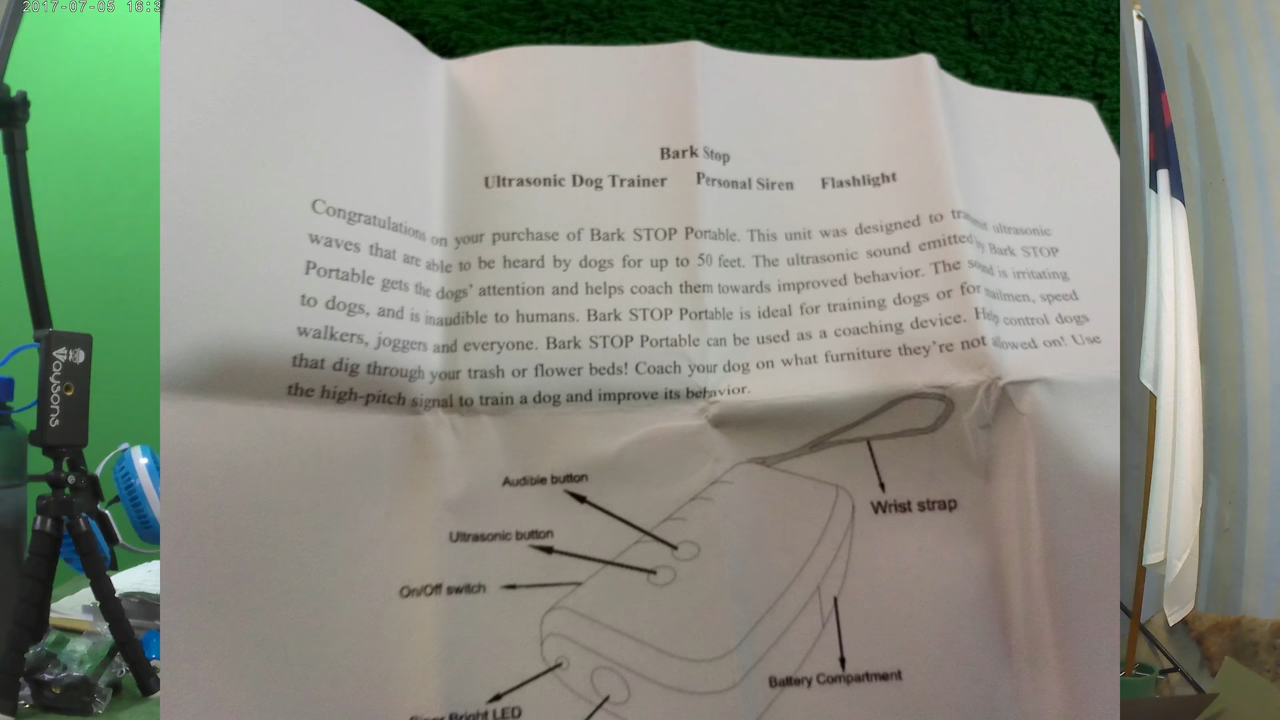 2017-07-05 16:3
Vaysons
Bark Stop
Ultrasonic Dog Trainer Personal Siren Flashlight
Congratulations on your purchase of Bark STOP Portable. This unit was designed to transmit ultrasonic
waves that are able to be heard by dogs for up to 50 feet. The ultrasonic sound emitted by Bark STOP
Portable gets the dogs' attention and helps coach them towards improved behavior. The sound is irritating
to dogs, and is inaudible to humans. Bark STOP Portable is ideal for training dogs or for mailmen, speed
walkers, joggers and everyone. Bark STOP Portable can be used as a coaching device. Help control dogs
that dig through your trash or flower beds! Coach your dog on what furniture they're not allowed on! Use
the high-pitch signal to train a dog and improve its behavior.
Audible button
Wrist strap
Ultrasonic button
On/Off switch
Battery Compartment
Bright LED